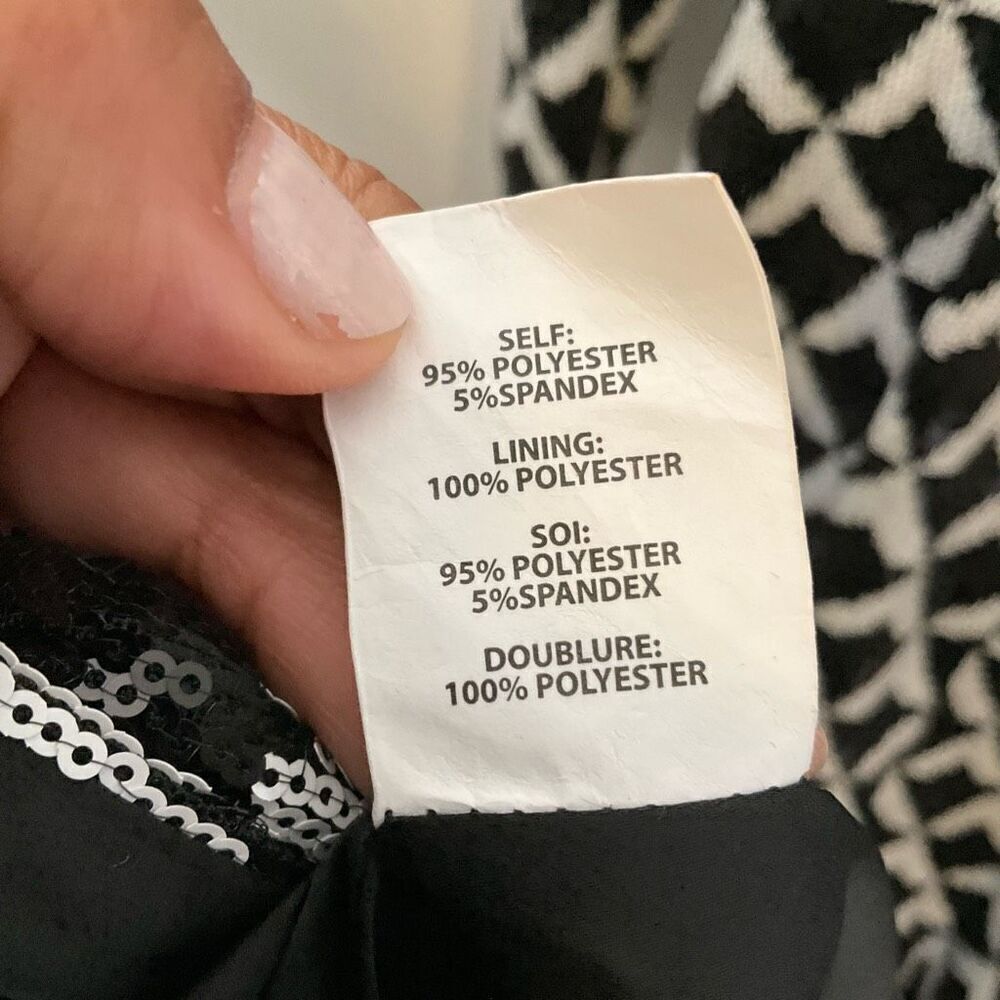 SELF:
95% POLYESTER
5%SPANDEX
LINING:
100% POLYESTER
SOI:
95% POLYESTER
5%SPANDEX
DOUBLURE:
100% POLYESTER